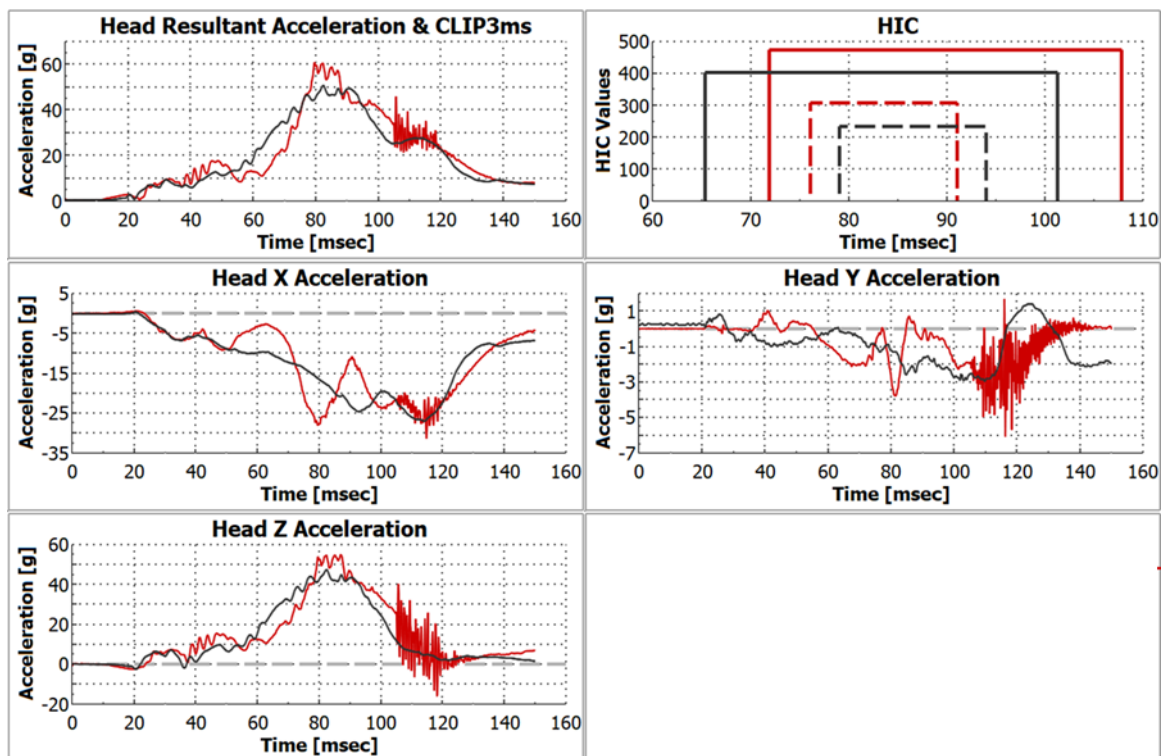 Head Resultant Acceleration & CLIP3ms
Acceleration [g]
60
40
20
0
0 20 40 60 80 100 120 140 160
Time [msec]
HIC
HIC Values
500
400
300
200
100
0
60 70 80 90 100 110
Time [msec]
Head X Acceleration
Acceleration [g]
5
-5
-15
-25
-35
0 20 40 60 80 100 120 140 160
Time [msec]
Head Y Acceleration
Acceleration [g]
1
-1
-3
-5
-7
0 20 40 60 80 100 120 140 160
Time [msec]
Head Z Acceleration
Acceleration [g]
60
40
20
0
-20
0 20 40 60 80 100 120 140 160
Time [msec]